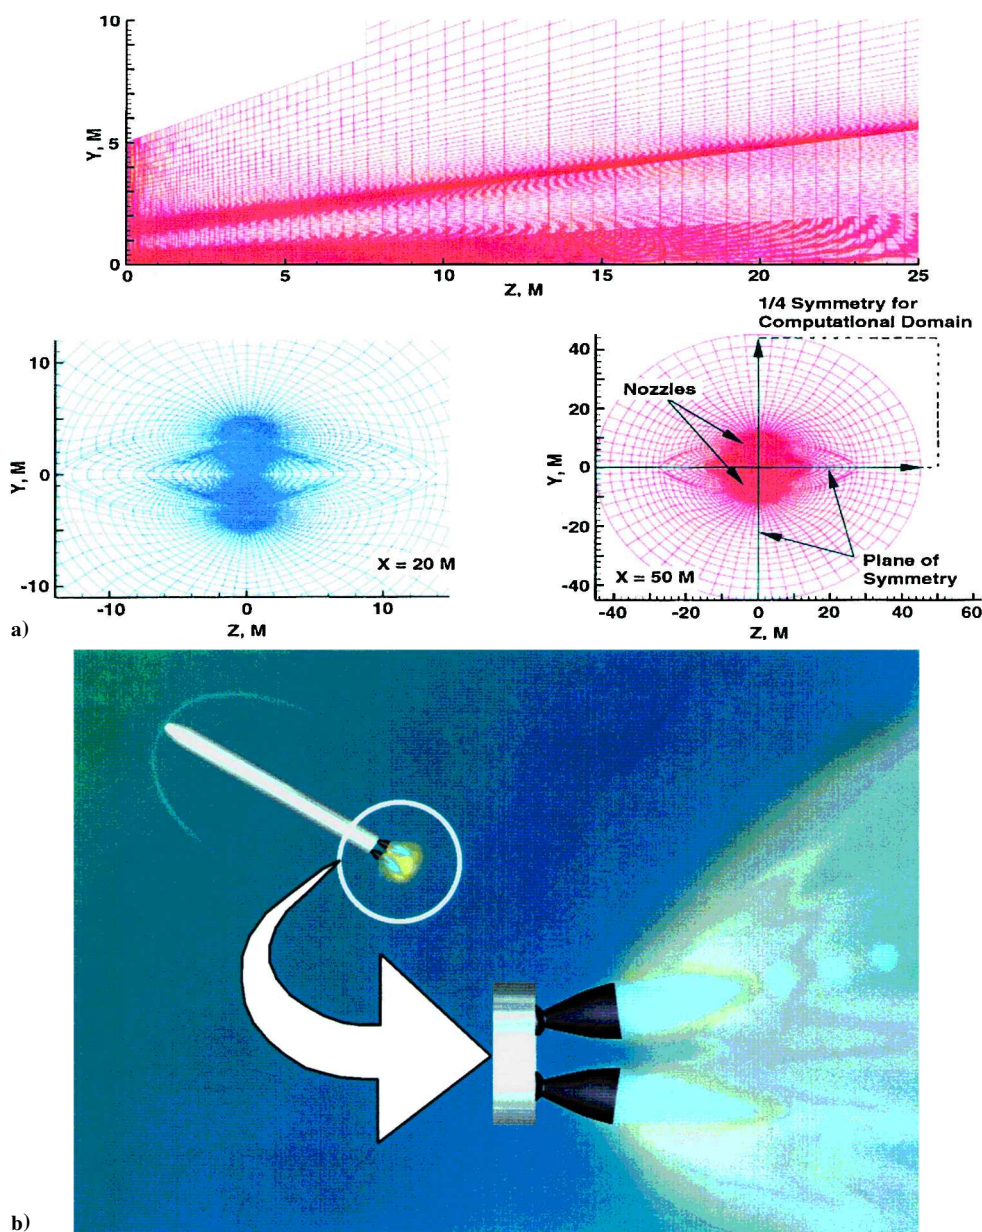 10
5
0
Y, M
0
5
10
15
20
25
Z, M
1/4 Symmetry for
Computational Domain
10
0
-10
Y, M
X = 20 M
-10
0
10
Z, M
40
20
0
-20
-40
Y, M
Nozzles
Plane of
Symmetry
X = 50 M
-40
-20
0
20
40
60
Z, M
a)
b)